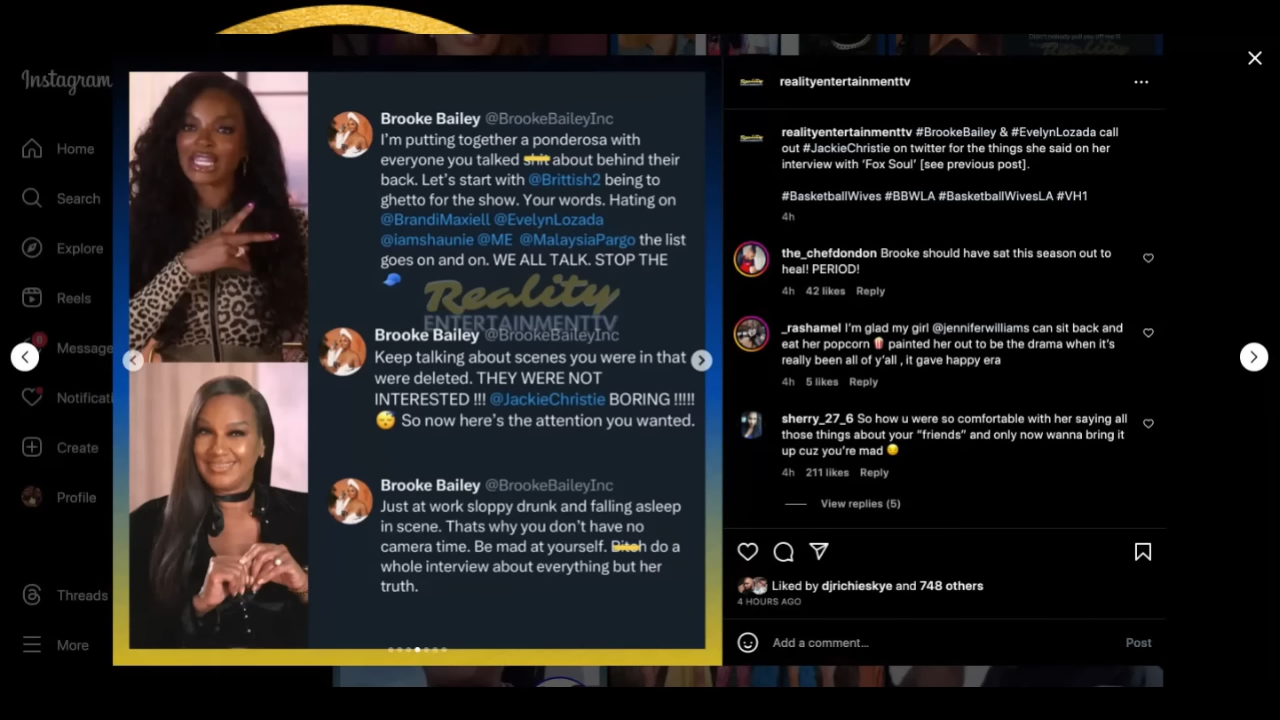 Instagram
Home
Search
Explore
Reels
6
Message
Notificati
Create
Profile
Threads
More
Brooke Bailey @BrookeBaileyInc
I'm putting together a ponderosa with
everyone you talked shit about behind their
back. Let's start with @Brittish2 being to
ghetto for the show. Your words. Hating on
@BrandiMaxiell @EvelynLozada
@iamshaunie @ME @MalaysiaPargo the list
goes on and on. WE ALL TALK. STOP THE
🧢
Reality
ENTERTAINMENTTV
Brooke Bailey @BrookeBaileyInc
Keep talking about scenes you were in that
were deleted. THEY WERE NOT
INTERESTED !!! @JackieChristie BORING !!!!!
😴 So now here's the attention you wanted.
Brooke Bailey @BrookeBaileyInc
Just at work sloppy drunk and falling asleep
in scene. Thats why you don't have no
camera time. Be mad at yourself. Bitch do a
whole interview about everything but her
truth.
realityentertainmenttv
realityentertainmenttv #BrookeBailey & #EvelynLozada call
out #JackieChristie on twitter for the things she said on her
interview with 'Fox Soul' [see previous post].
#BasketballWives #BBWLA #BasketballWivesLA #VH1
4h
the_chefdondon Brooke should have sat this season out to
heal! PERIOD!
4h 42 likes Reply
_rashamel I'm glad my girl @jenniferwilliams can sit back and
eat her popcorn 🍿 painted her out to be the drama when it's
really been all of y'all , it gave happy era
4h 5 likes Reply
sherry_27_6 So how u were so comfortable with her saying all
those things about your "friends" and only now wanna bring it
up cuz you're mad 😒
4h 211 likes Reply
View replies (5)
Liked by djrichieskye and 748 others
4 HOURS AGO
Add a comment...
Post